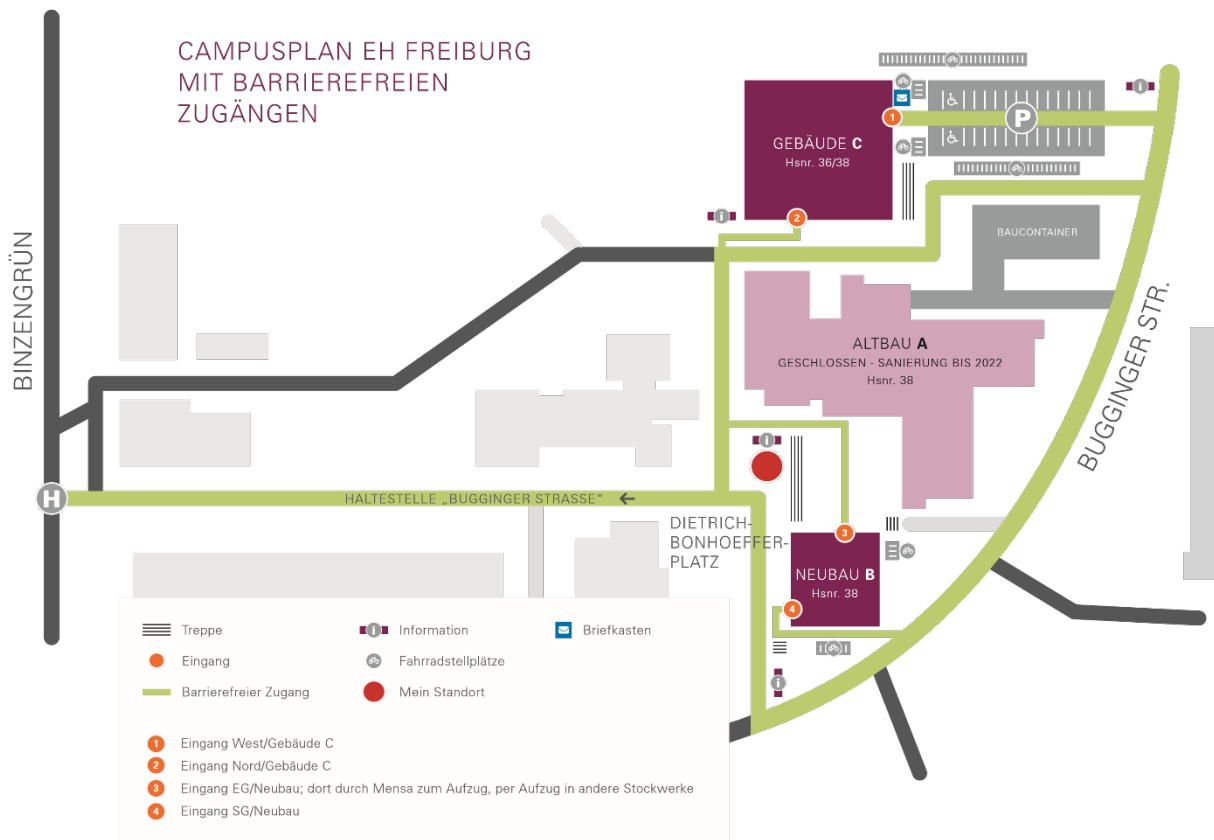 CAMPUSPLAN EH FREIBURG
MIT BARRIEREFREIEN
ZUGÄNGEN
BINZENGRÜN
GEBÄUDE C
Hsnr. 36/38
1
P
2
BAUCONTAINER
ALTBAU A
GESCHLOSSEN - SANIERUNG BIS 2022
Hsnr. 38
BUGGINGER STR.
H
HALTESTELLE „BUGGINGER STRASSE“ ←
DIETRICH-
BONHOEFFER-
PLATZ
3
NEUBAU B
Hsnr. 38
4
Treppe
Information
Briefkasten
Eingang
Fahrradstellplätze
Barrierefreier Zugang
Mein Standort
1 Eingang West/Gebäude C
2 Eingang Nord/Gebäude C
3 Eingang EG/Neubau; dort durch Mensa zum Aufzug, per Aufzug in andere Stockwerke
4 Eingang SG/Neubau